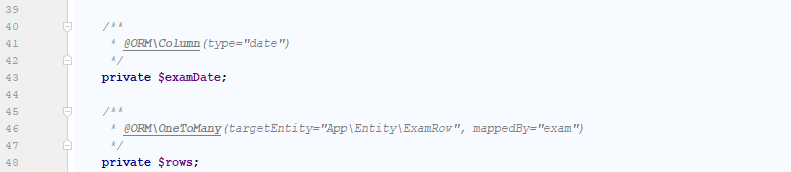 39
40 /**
41 * @ORM\Column(type="date")
42 */
43 private $examDate;
44
45 /**
46 * @ORM\OneToMany(targetEntity="App\Entity\ExamRow", mappedBy="exam")
47 */
48 private $rows;